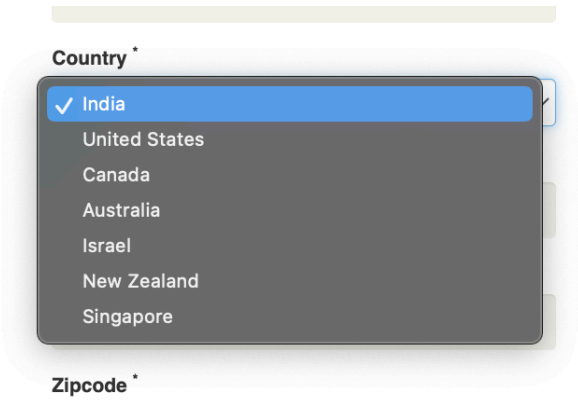 Country *
India
United States
Canada
Australia
Israel
New Zealand
Singapore
Zipcode *